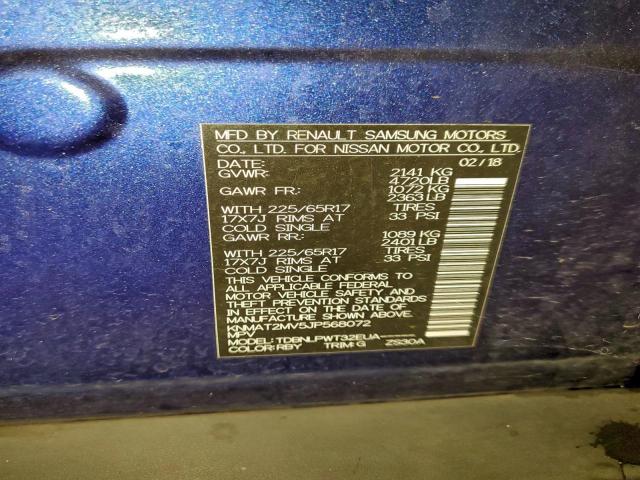 MFD BY RENAULT SAMSUNG MOTORS
CO., LTD. FOR NISSAN MOTOR CO., LTD.
DATE: 02/18
GVWR: 2141 KG
4720LB
GAWR FR: 1072 KG
2363 LB
WITH 225/65R17 TIRES
17X7J RIMS AT 33 PSI
COLD SINGLE
GAWR RR: 1089 KG
2401 LB
WITH 225/65R17 TIRES
17X7J RIMS AT 33 PSI
COLD SINGLE
THIS VEHICLE CONFORMS TO
ALL APPLICABLE FEDERAL
MOTOR VEHICLE SAFETY AND
THEFT PREVENTION STANDARDS
IN EFFECT ON THE DATE OF
MANUFACTURE SHOWN ABOVE.
KNMAT2MV5JP568072
MPV
MODEL: TDBNLPWT32EUA----- ZS30A
COLOR:RBY TRIM:G